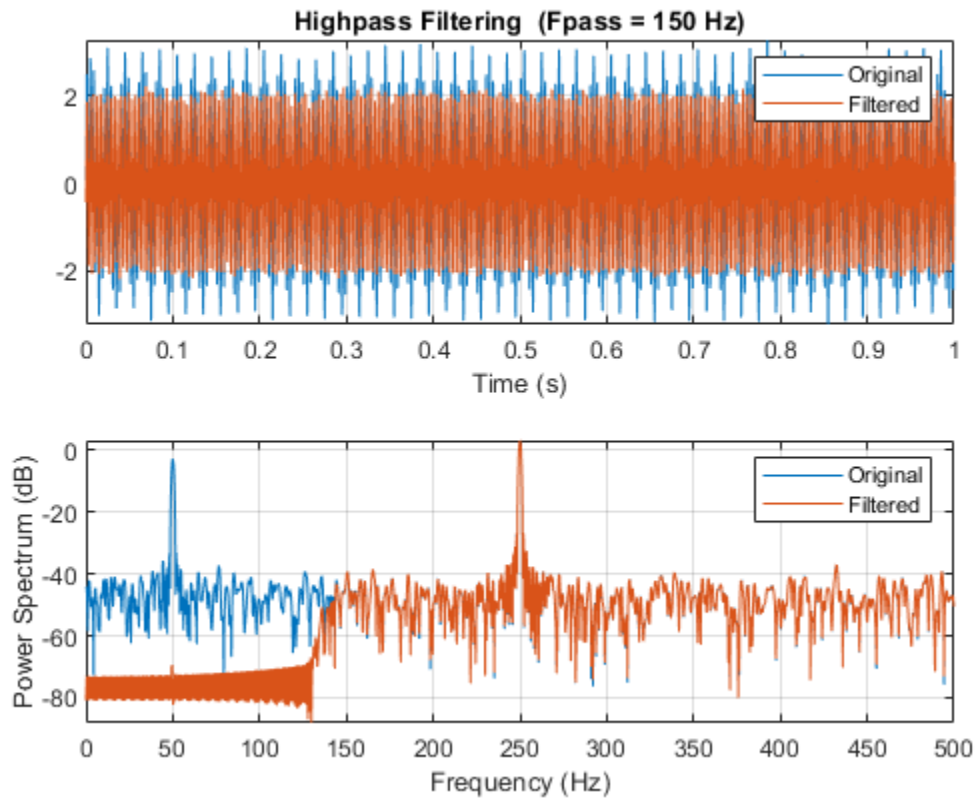 Highpass Filtering (Fpass = 150 Hz)
Original
Filtered
2
0
-2
0 0.1 0.2 0.3 0.4 0.5 0.6 0.7 0.8 0.9 1
Time (s)
Power Spectrum (dB)
Original
Filtered
0
-20
-40
-60
-80
0 50 100 150 200 250 300 350 400 450 500
Frequency (Hz)